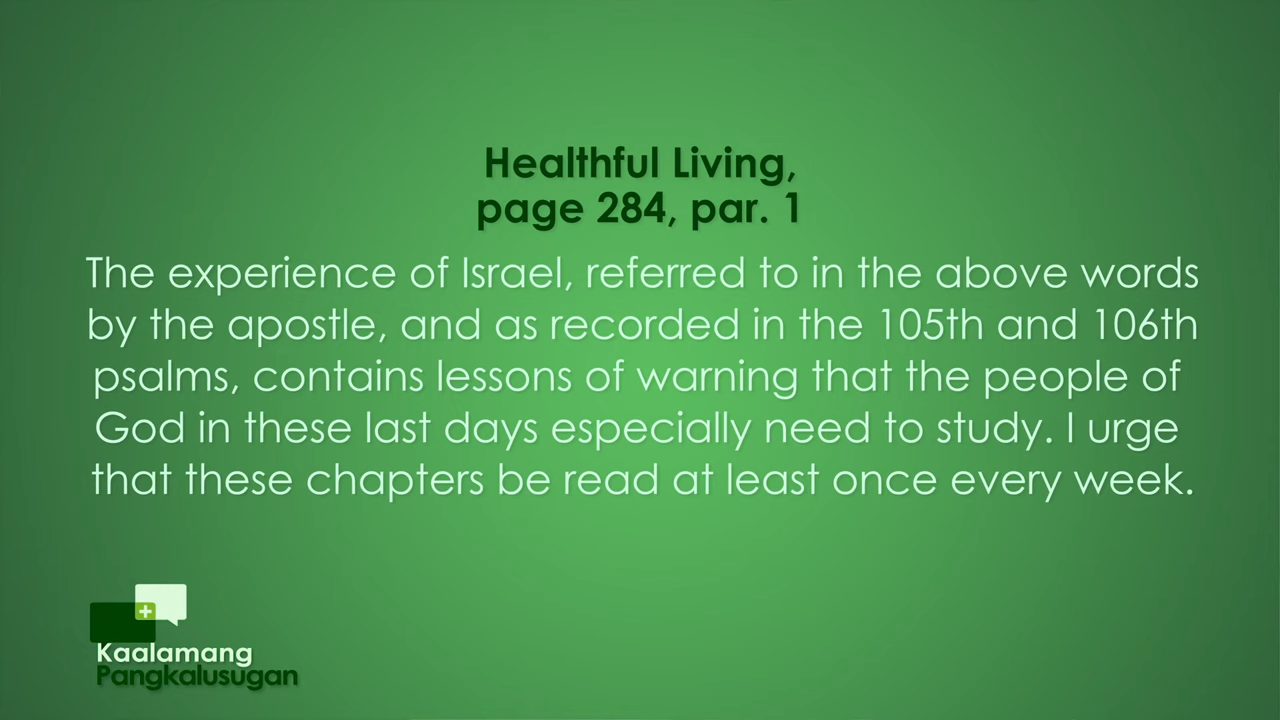 Healthful Living,
page 284, par. 1
The experience of Israel, referred to in the above words
by the apostle, and as recorded in the 105th and 106th
psalms, contains lessons of warning that the people of
God in these last days especially need to study. I urge
that these chapters be read at least once every week.
Kaalamang
Pangkalusugan